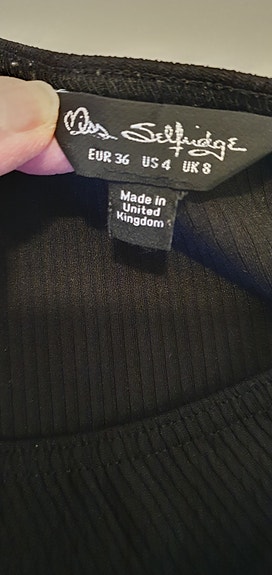 Miss Selfridge
EUR 36 US 4 UK 8
Made in
United
Kingdom